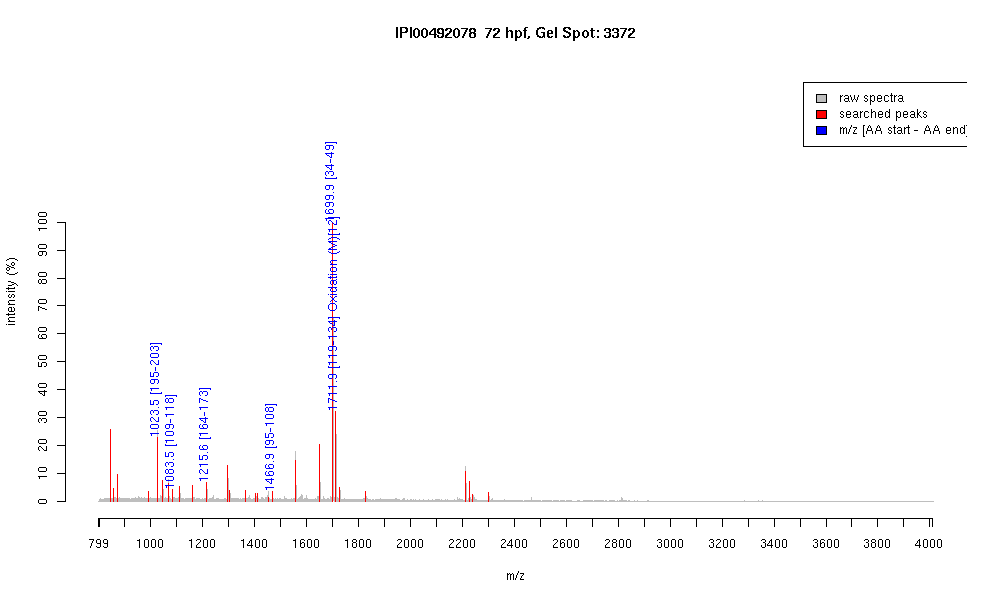 IPI00492078 72 hpf, Gel Spot: 3372
raw spectra
searched peaks
m/z [AA start - AA end]
intensity (%)
100
90
80
70
60
50
40
30
20
10
0
1023.5 [195-203]
1083.5 [109-118]
1215.6 [164-173]
1466.9 [95-108]
1699.9 [34-49]
1711.9 [119-134] Oxidation (M)[12]
799 1000 1200 1400 1600 1800 2000 2200 2400 2600 2800 3000 3200 3400 3600 3800 4000
m/z